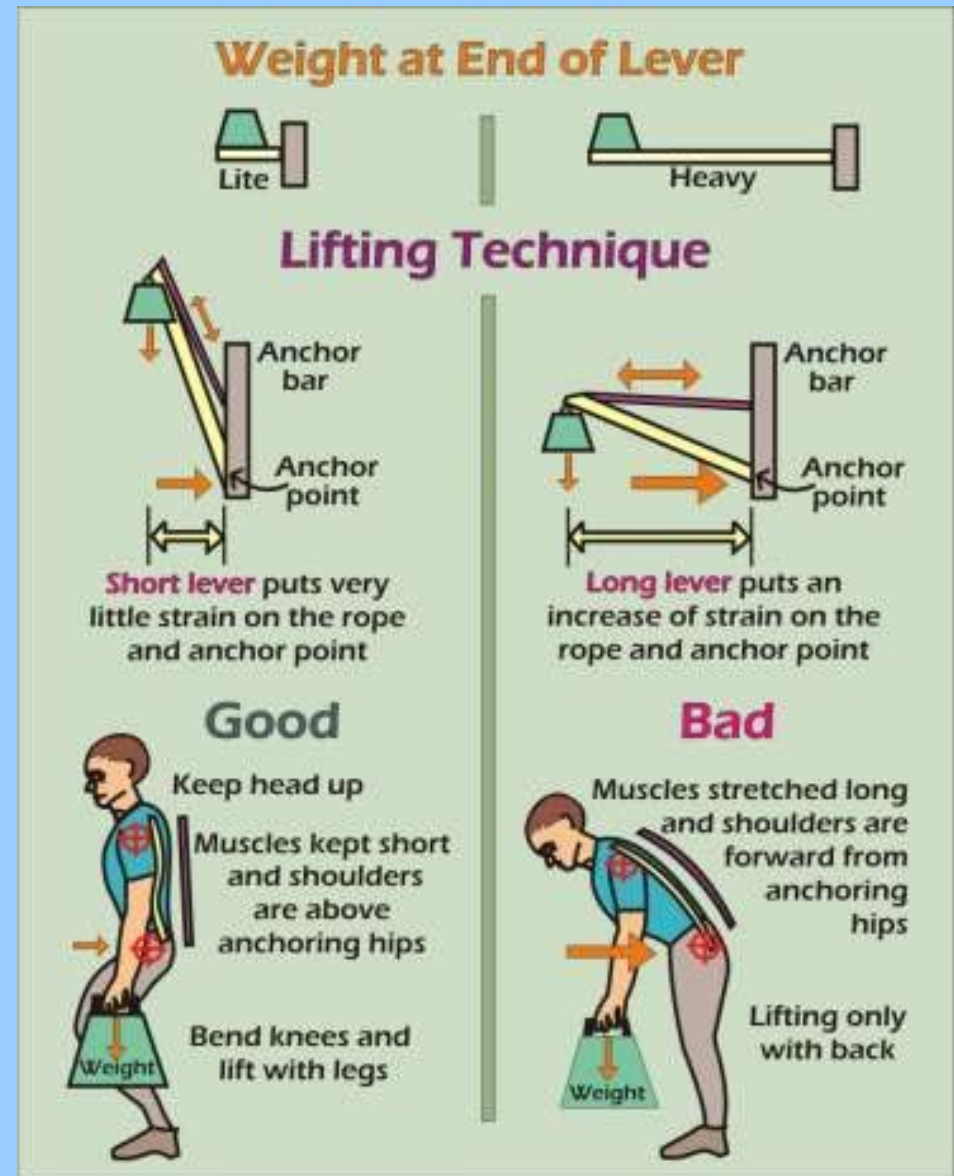 Weight at End of Lever
Lite
Heavy
Lifting Technique
Anchor
bar
Anchor
point
Short lever puts very
little strain on the rope
and anchor point
Anchor
bar
Anchor
point
Long lever puts an
increase of strain on the
rope and anchor point
Good
Keep head up
Muscles kept short
and shoulders
are above
anchoring hips
Bend knees and
lift with legs
Weight
Bad
Muscles stretched long
and shoulders are
forward from
anchoring
hips
Lifting only
with back
Weight